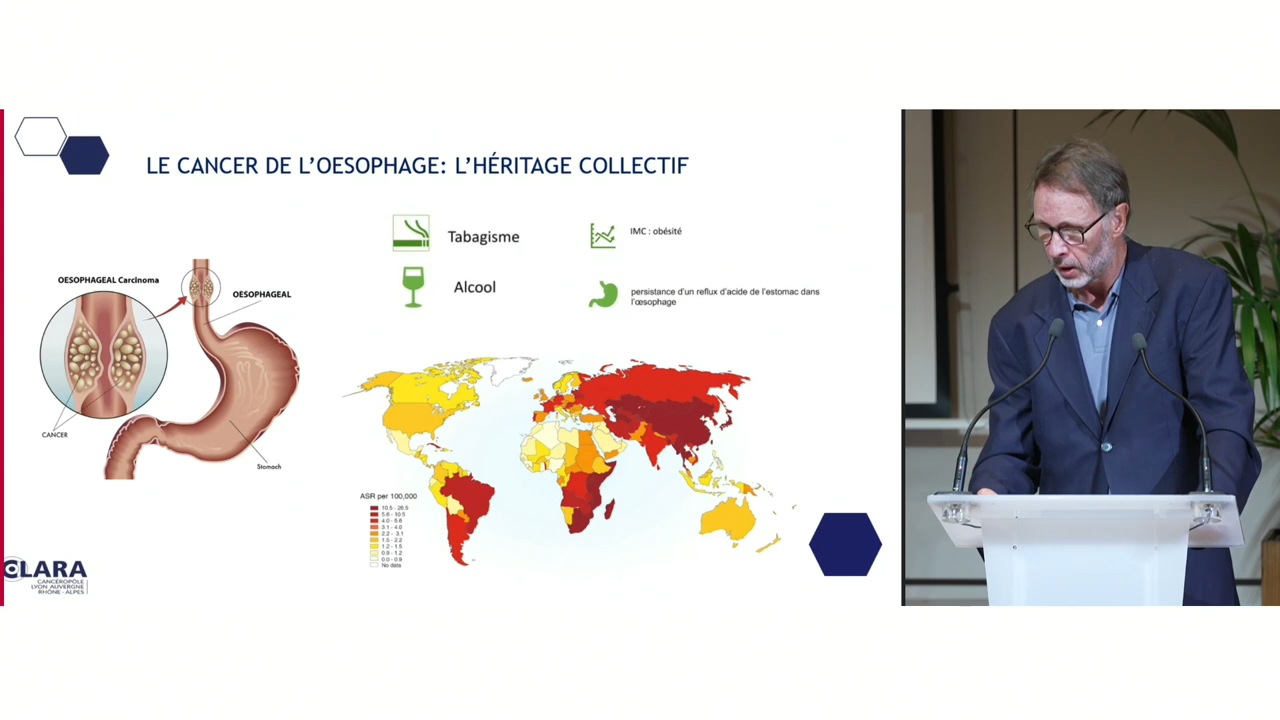 LE CANCER DE L'OESOPHAGE: L'HÉRITAGE COLLECTIF
Tabagisme
IMC : obésité
Alcool
persistance d'un reflux d'acide de l'estomac dans
l'œsophage
OESOPHAGEAL Carcinoma
OESOPHAGEAL
CANCER
Stomach
ASR per 100,000
10.5 - 26.5
5.6 - 10.5
4.0 - 5.6
3.1 - 4.0
2.2 - 3.1
1.5 - 2.2
1.2 - 1.5
0.9 - 1.2
0.0 - 0.9
No data
CLARA
CANCÉROPÔLE
LYON AUVERGNE
RHÔNE - ALPES